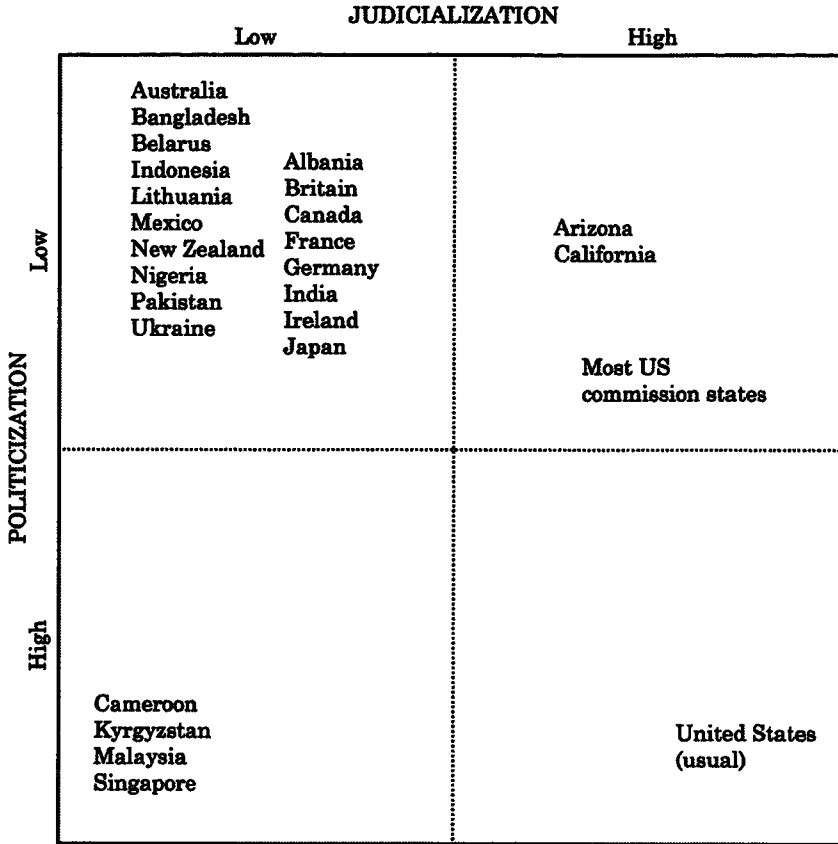 JUDICIALIZATION
Low
High
POLITICIZATION
Low
High
Australia
Bangladesh
Belarus
Indonesia
Lithuania
Mexico
New Zealand
Nigeria
Pakistan
Ukraine
Albania
Britain
Canada
France
Germany
India
Ireland
Japan
Arizona
California
Most US
commission states
Cameroon
Kyrgyzstan
Malaysia
Singapore
United States
(usual)